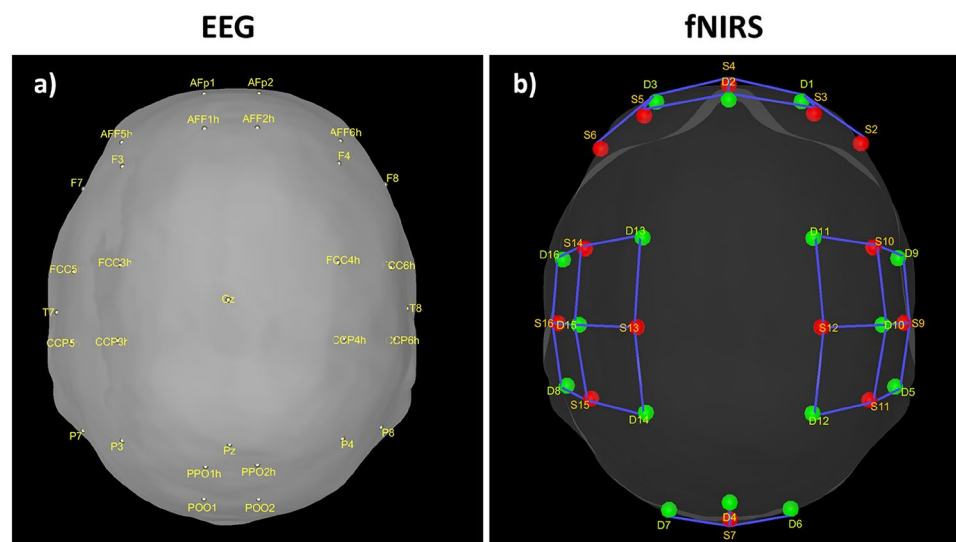 EEG
fNIRS
a)
AFp1
AFp2
AFF1h
AFF2h
AFF5h
AFF6h
F3
F4
F7
F8
FCC5
FCC3h
FCC4h
CC6h
Cz
T7
T8
CCP5
CCP3h
CCP4h
CP6h
P7
P3
Pz
P4
P8
PPO1h
PPO2h
POO1
POO2
b)
S4
D3
D2
D1
S5
S3
S6
S2
D13
D11
S14
S10
D16
D9
S16
D15
S13
S12
D10
S9
D8
S15
D14
D12
S11
D5
D7
D4
D6
S7